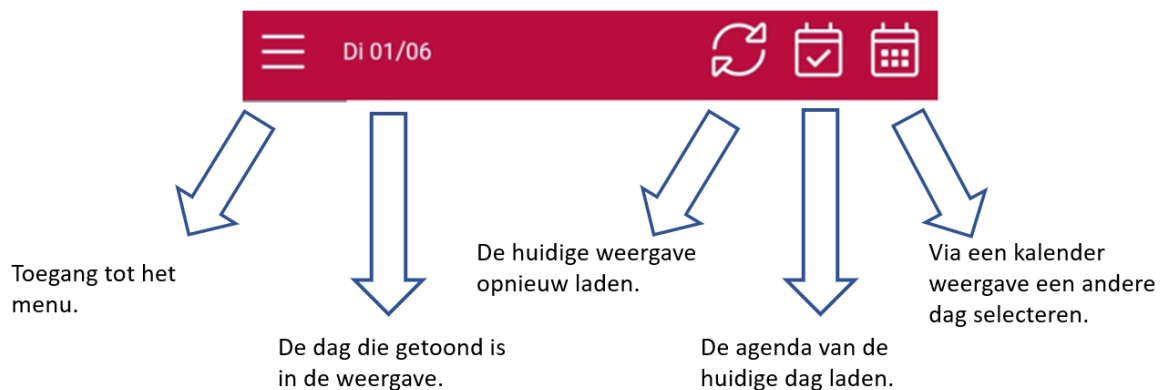 Di 01/06
Toegang tot het
menu.
De dag die getoond is
in de weergave.
De huidige weergave
opnieuw laden.
De agenda van de
huidige dag laden.
Via een kalender
weergave een andere
dag selecteren.